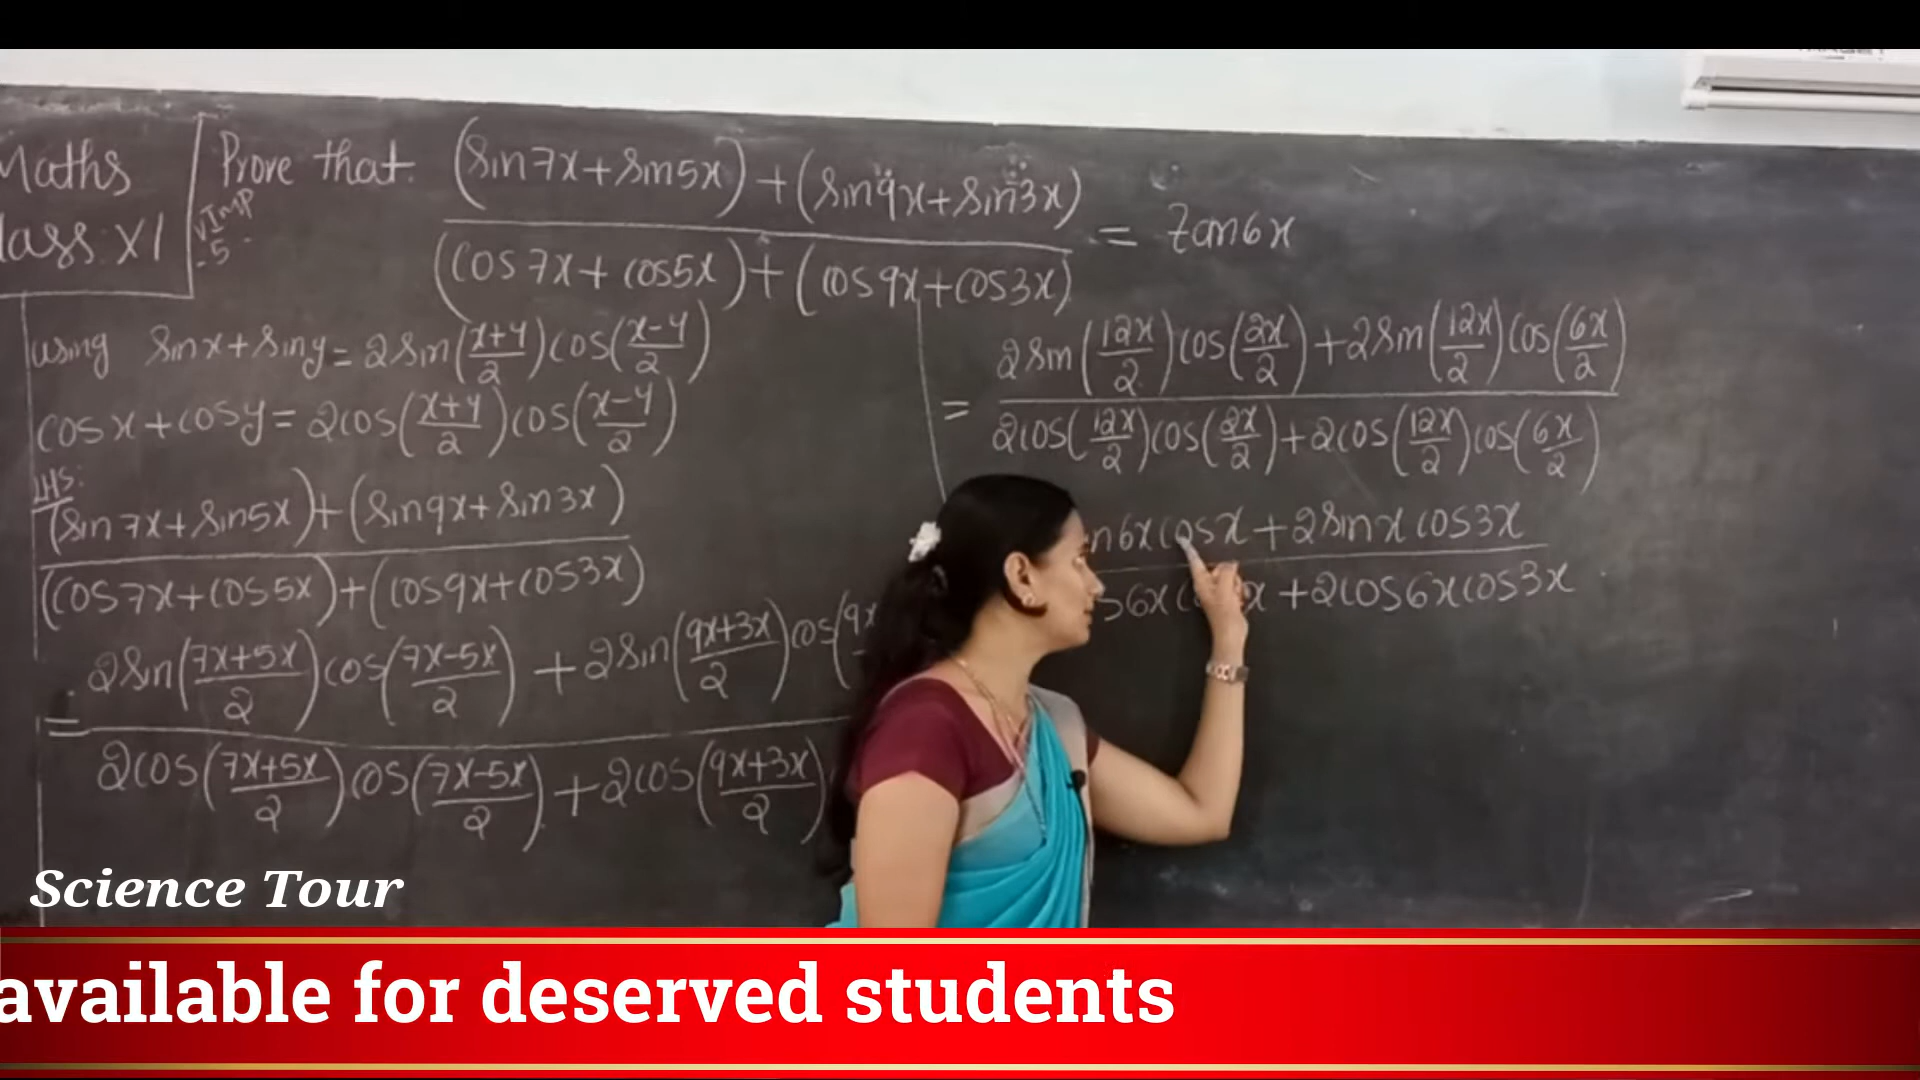 Maths
lass: XI
VIMP
.5.
Prove that (sin7x+sin5x)+(sin9x+sin3x)
(cos7x+cos5x)+(cos9x+cos3x)
= tan6x
using sinx+siny=2sin(x+y/2)cos(x-y/2)
cosx+cosy=2cos(x+y/2)cos(x-y/2)
LHS:
(sin7x+sin5x)+(sin9x+sin3x)
(cos7x+cos5x)+(cos9x+cos3x)
= 2sin(7x+5x/2)cos(7x-5x/2) + 2sin(9x+3x/2)cos(9x
2cos(7x+5x/2)cos(7x-5x/2) + 2cos(9x+3x/2)
= 2sin(12x/2)cos(2x/2)+2sin(12x/2)cos(6x/2)
2cos(12x/2)cos(2x/2)+2cos(12x/2)cos(6x/2)
n6xcosx+2sinxcos3x
s6xc x+2cos6xcos3x
Science Tour
available for deserved students